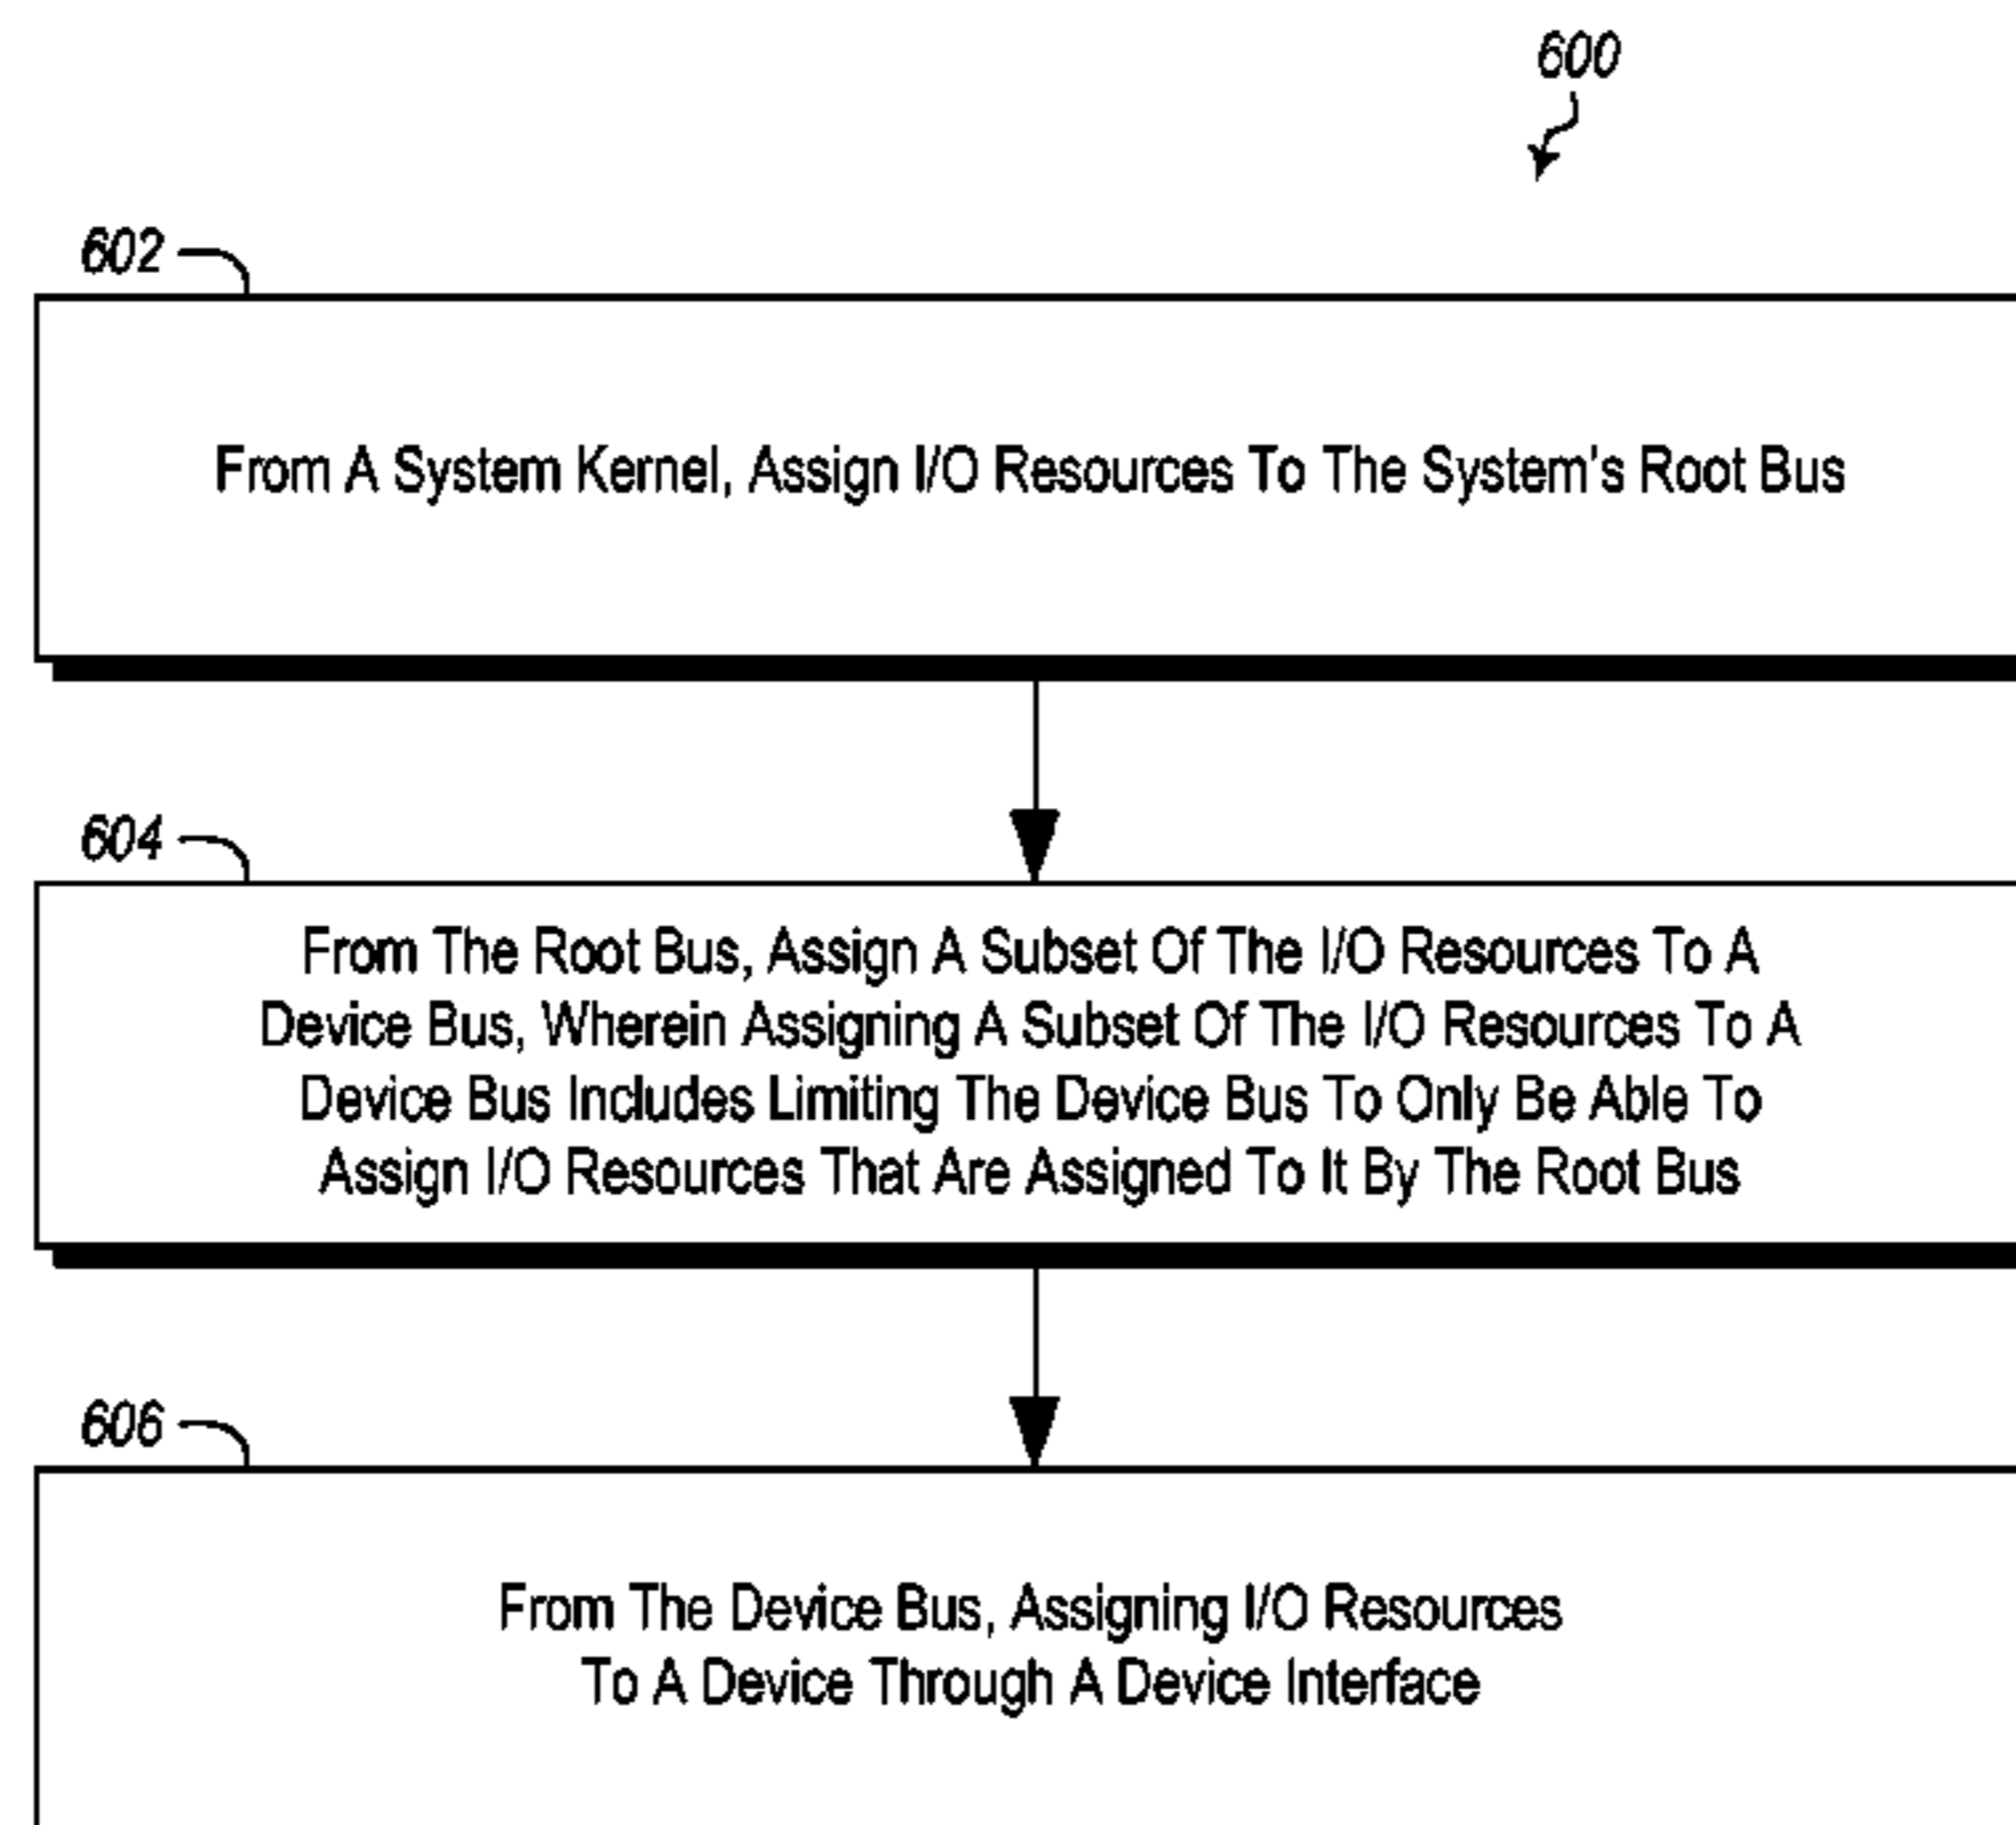 600
602
From A System Kernel, Assign I/O Resources To The System's Root Bus
604
From The Root Bus, Assign A Subset Of The I/O Resources To A
Device Bus, Wherein Assigning A Subset Of The I/O Resources To A
Device Bus Includes Limiting The Device Bus To Only Be Able To
Assign I/O Resources That Are Assigned To It By The Root Bus
606
From The Device Bus, Assigning I/O Resources
To A Device Through A Device Interface